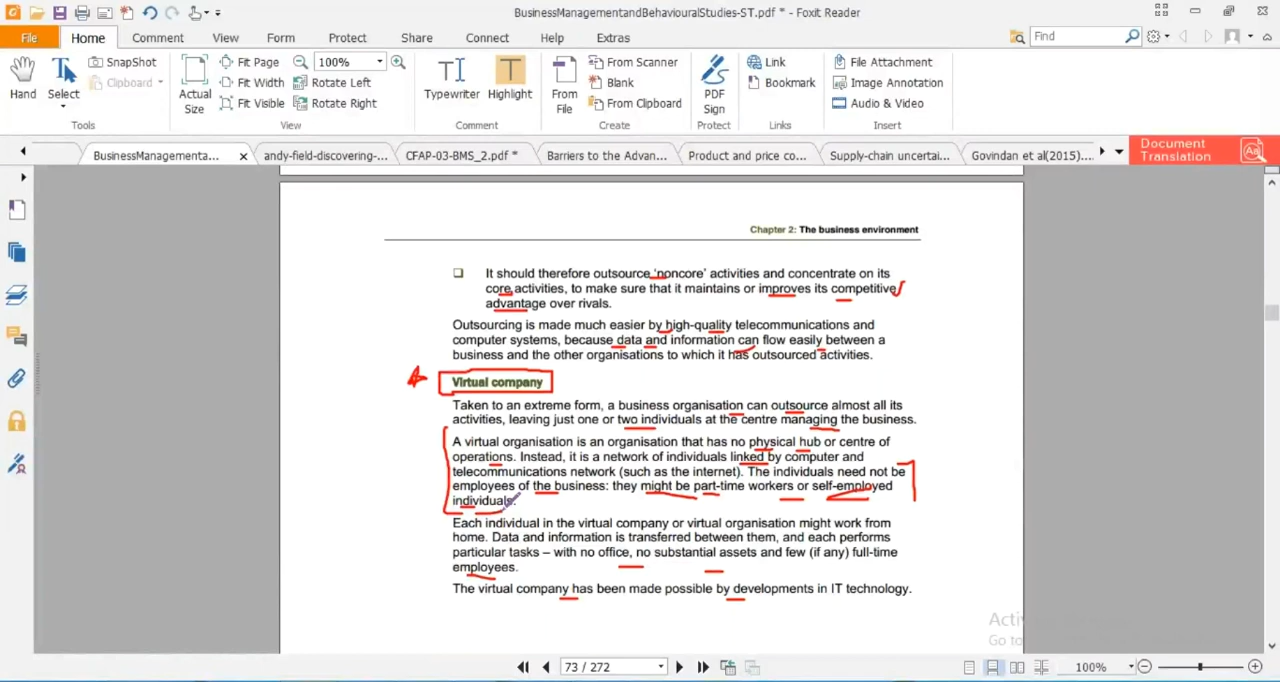 BusinessManagementandBehaviouralStudies-ST.pdf * - Foxit Reader
File Home Comment View Form Protect Share Connect Help Extras
Find
Hand
Select
SnapShot
Clipboard
Tools
Actual Size
Fit Page
Fit Width
Fit Visible
100%
Rotate Left
Rotate Right
View
Typewriter
Highlight
Comment
From File
From Scanner
Blank
From Clipboard
Create
PDF Sign
Protect
Link
Bookmark
Links
File Attachment
Image Annotation
Audio & Video
Insert
BusinessManagementa...
andy-field-discovering-...
CFAP-03-BMS_2.pdf *
Barriers to the Advan...
Product and price co...
Supply-chain uncertai...
Govindan et al(2015)....
Document Translation
Chapter 2: The business environment
It should therefore outsource 'noncore' activities and concentrate on its
core activities, to make sure that it maintains or improves its competitive
advantage over rivals.
Outsourcing is made much easier by high-quality telecommunications and
computer systems, because data and information can flow easily between a
business and the other organisations to which it has outsourced activities.
Virtual company
Taken to an extreme form, a business organisation can outsource almost all its
activities, leaving just one or two individuals at the centre managing the business.
A virtual organisation is an organisation that has no physical hub or centre of
operations. Instead, it is a network of individuals linked by computer and
telecommunications network (such as the internet). The individuals need not be
employees of the business: they might be part-time workers or self-employed
individuals.
Each individual in the virtual company or virtual organisation might work from
home. Data and information is transferred between them, and each performs
particular tasks – with no office, no substantial assets and few (if any) full-time
employees.
The virtual company has been made possible by developments in IT technology.
Go to
73 / 272
100%